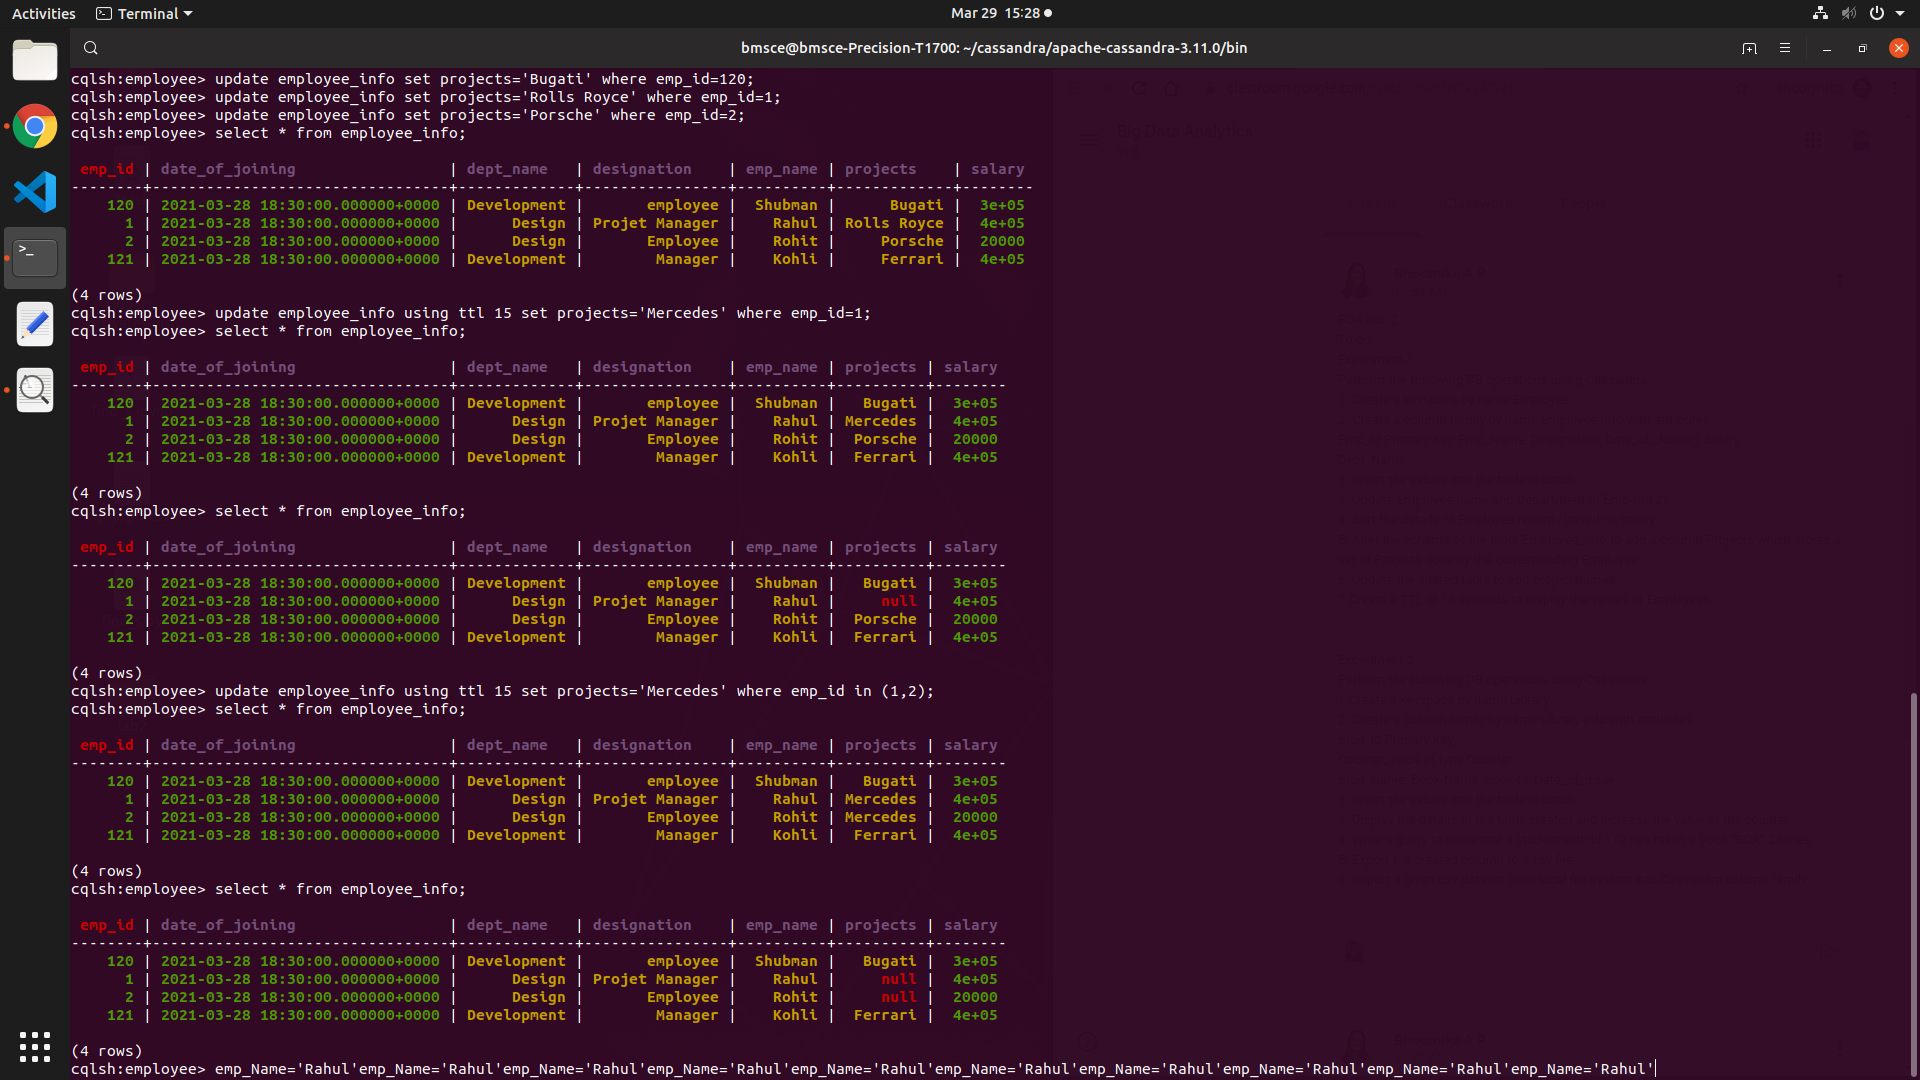 Activities Terminal Mar 29 15:28
bmsce@bmsce-Precision-T1700: ~/cassandra/apache-cassandra-3.11.0/bin
cqlsh:employee> update employee_info set projects='Bugati' where emp_id=120;
cqlsh:employee> update employee_info set projects='Rolls Royce' where emp_id=1;
cqlsh:employee> update employee_info set projects='Porsche' where emp_id=2;
cqlsh:employee> select * from employee_info;
emp_id | date_of_joining | dept_name | designation | emp_name | projects | salary
--------+---------------------------------+-------------+----------------+----------+-------------+--------
120 | 2021-03-28 18:30:00.000000+0000 | Development | employee | Shubman | Bugati | 3e+05
1 | 2021-03-28 18:30:00.000000+0000 | Design | Projet Manager | Rahul | Rolls Royce | 4e+05
2 | 2021-03-28 18:30:00.000000+0000 | Design | Employee | Rohit | Porsche | 20000
121 | 2021-03-28 18:30:00.000000+0000 | Development | Manager | Kohli | Ferrari | 4e+05
(4 rows)
cqlsh:employee> update employee_info using ttl 15 set projects='Mercedes' where emp_id=1;
cqlsh:employee> select * from employee_info;
emp_id | date_of_joining | dept_name | designation | emp_name | projects | salary
--------+---------------------------------+-------------+----------------+----------+----------+--------
120 | 2021-03-28 18:30:00.000000+0000 | Development | employee | Shubman | Bugati | 3e+05
1 | 2021-03-28 18:30:00.000000+0000 | Design | Projet Manager | Rahul | Mercedes | 4e+05
2 | 2021-03-28 18:30:00.000000+0000 | Design | Employee | Rohit | Porsche | 20000
121 | 2021-03-28 18:30:00.000000+0000 | Development | Manager | Kohli | Ferrari | 4e+05
(4 rows)
cqlsh:employee> select * from employee_info;
emp_id | date_of_joining | dept_name | designation | emp_name | projects | salary
--------+---------------------------------+-------------+----------------+----------+----------+--------
120 | 2021-03-28 18:30:00.000000+0000 | Development | employee | Shubman | Bugati | 3e+05
1 | 2021-03-28 18:30:00.000000+0000 | Design | Projet Manager | Rahul | null | 4e+05
2 | 2021-03-28 18:30:00.000000+0000 | Design | Employee | Rohit | Porsche | 20000
121 | 2021-03-28 18:30:00.000000+0000 | Development | Manager | Kohli | Ferrari | 4e+05
(4 rows)
cqlsh:employee> update employee_info using ttl 15 set projects='Mercedes' where emp_id in (1,2);
cqlsh:employee> select * from employee_info;
emp_id | date_of_joining | dept_name | designation | emp_name | projects | salary
--------+---------------------------------+-------------+----------------+----------+----------+--------
120 | 2021-03-28 18:30:00.000000+0000 | Development | employee | Shubman | Bugati | 3e+05
1 | 2021-03-28 18:30:00.000000+0000 | Design | Projet Manager | Rahul | Mercedes | 4e+05
2 | 2021-03-28 18:30:00.000000+0000 | Design | Employee | Rohit | Mercedes | 20000
121 | 2021-03-28 18:30:00.000000+0000 | Development | Manager | Kohli | Ferrari | 4e+05
(4 rows)
cqlsh:employee> select * from employee_info;
emp_id | date_of_joining | dept_name | designation | emp_name | projects | salary
--------+---------------------------------+-------------+----------------+----------+----------+--------
120 | 2021-03-28 18:30:00.000000+0000 | Development | employee | Shubman | Bugati | 3e+05
1 | 2021-03-28 18:30:00.000000+0000 | Design | Projet Manager | Rahul | null | 4e+05
2 | 2021-03-28 18:30:00.000000+0000 | Design | Employee | Rohit | null | 20000
121 | 2021-03-28 18:30:00.000000+0000 | Development | Manager | Kohli | Ferrari | 4e+05
(4 rows)
cqlsh:employee> emp_Name='Rahul'emp_Name='Rahul'emp_Name='Rahul'emp_Name='Rahul'emp_Name='Rahul'emp_Name='Rahul'emp_Name='Rahul'emp_Name='Rahul'emp_Name='Rahul'emp_Name='Rahul'